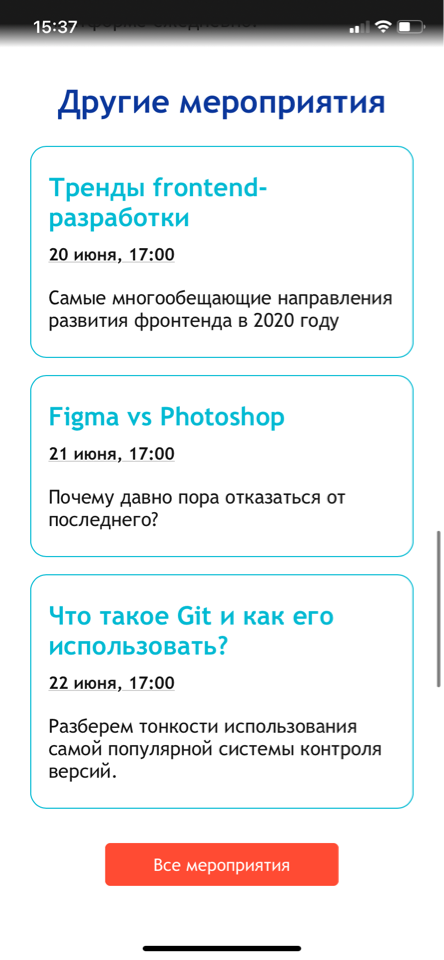 15:37
Другие мероприятия
Тренды frontend-
разработки
20 июня, 17:00
Самые многообещающие направления
развития фронтенда в 2020 году
Figma vs Photoshop
21 июня, 17:00
Почему давно пора отказаться от
последнего?
Что такое Git и как его
использовать?
22 июня, 17:00
Разберем тонкости использования
самой популярной системы контроля
версий.
Все мероприятия